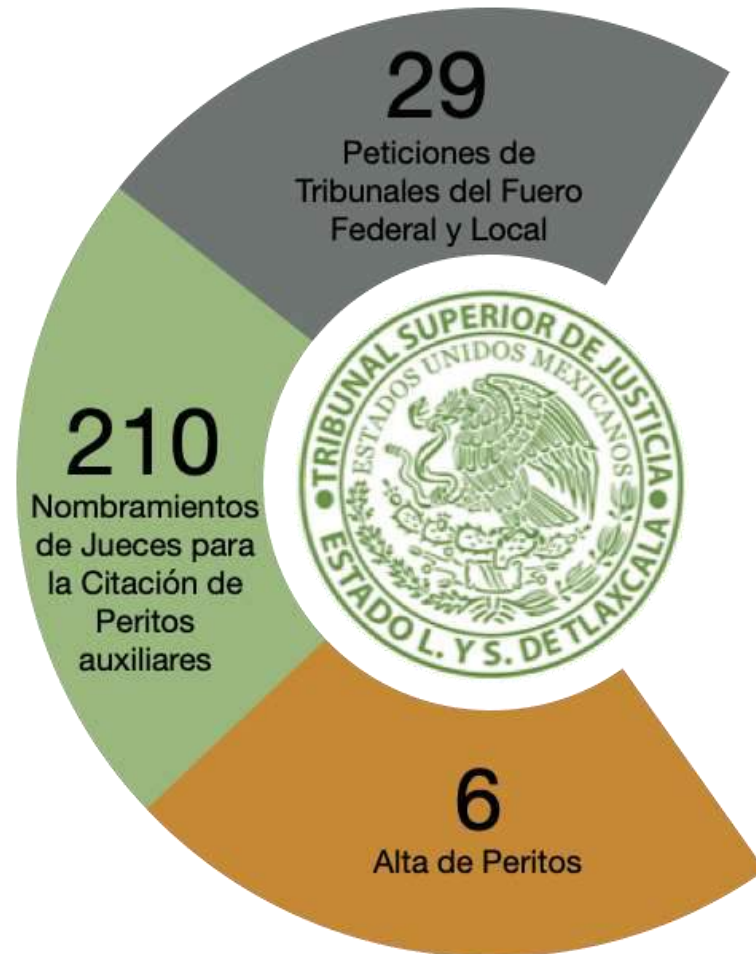 29
Peticiones de
Tribunales del Fuero
Federal y Local
TRIBUNAL SUPERIOR DE JUSTICIA
ESTADOS UNIDOS MEXICANOS
ESTADO L. Y S. DE TLAXCALA
210
Nombramientos
de Jueces para
la Citación de
Peritos
auxiliares
6
Alta de Peritos